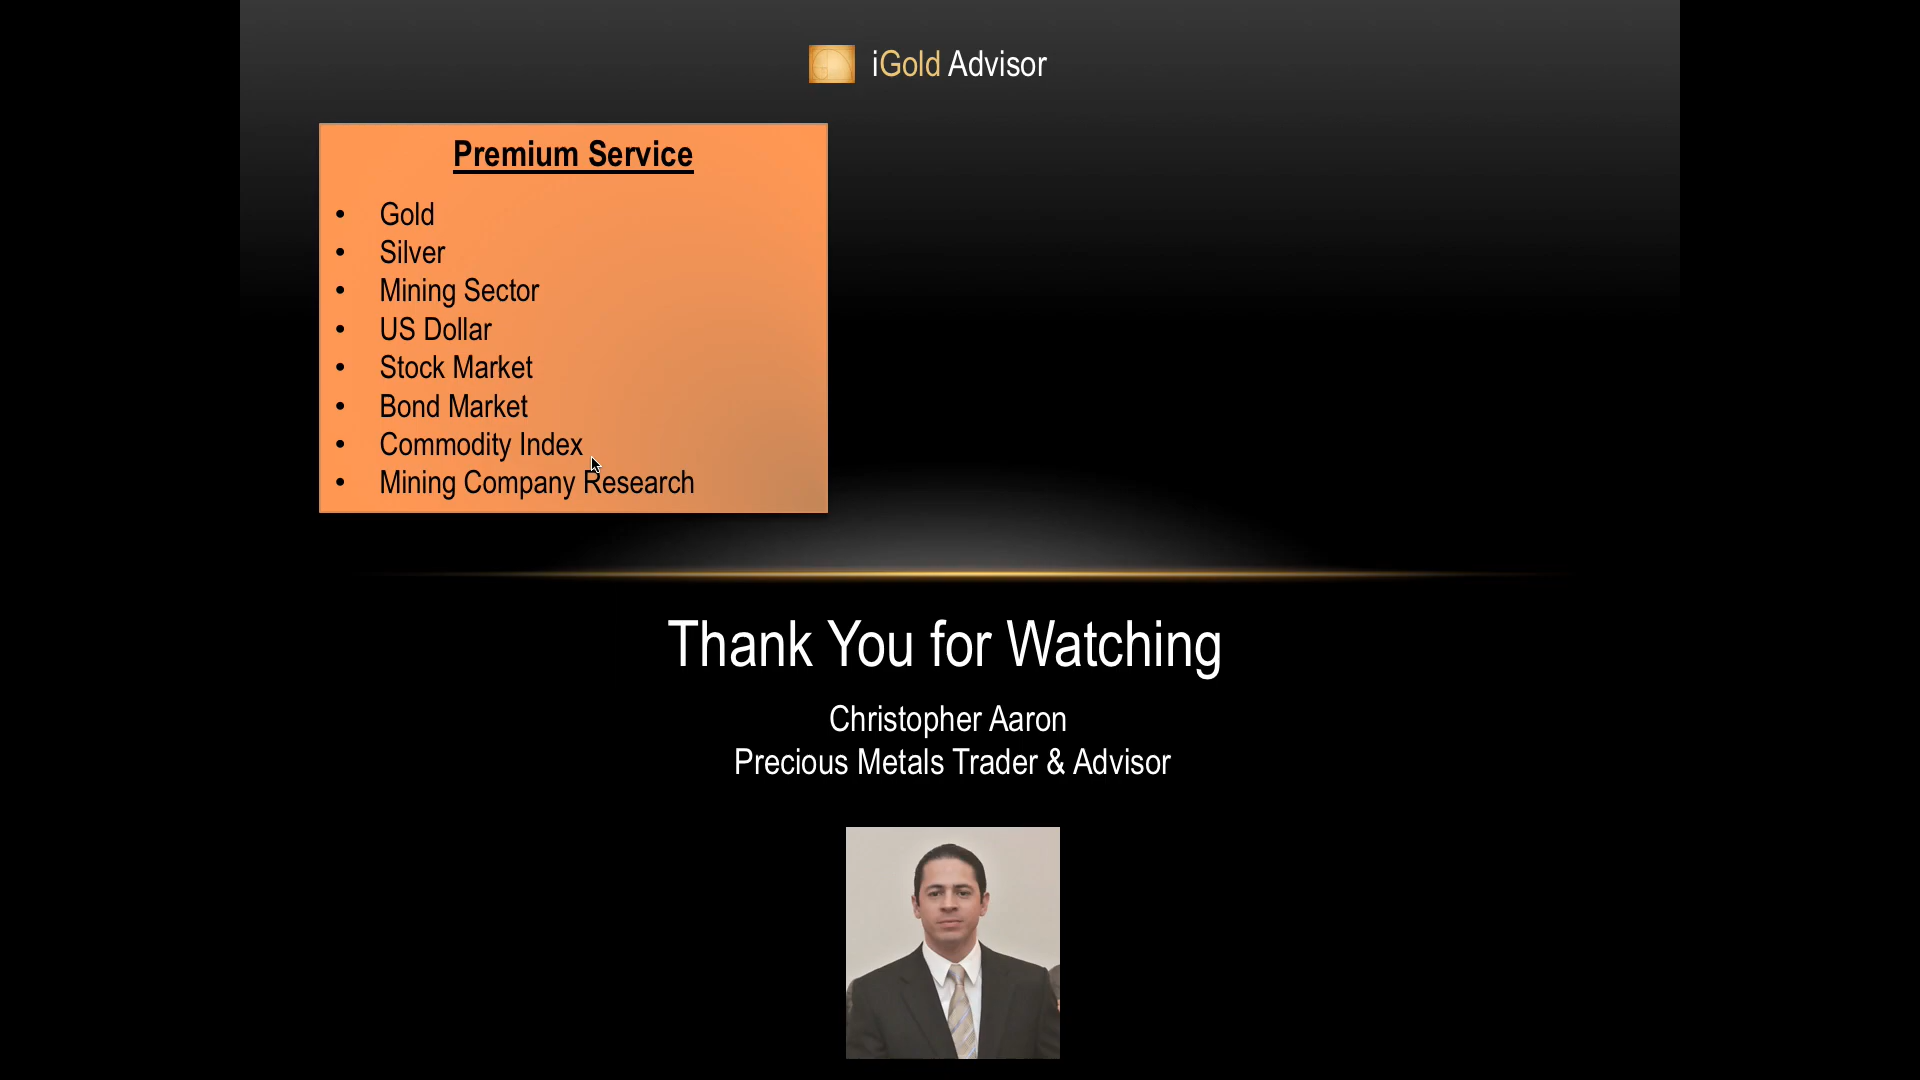 iGold Advisor
Premium Service
• Gold
• Silver
• Mining Sector
• US Dollar
• Stock Market
• Bond Market
• Commodity Index
• Mining Company Research
Thank You for Watching
Christopher Aaron
Precious Metals Trader & Advisor